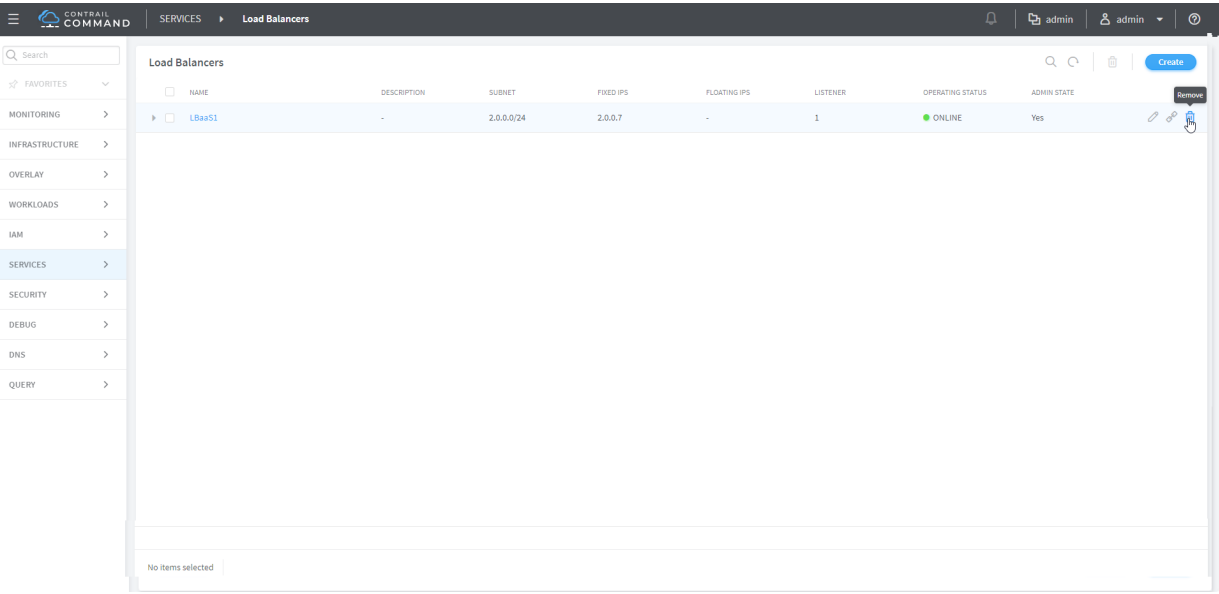 CONTRAIL
COMMAND
SERVICES
Load Balancers
admin
admin
Search
FAVORITES
MONITORING
INFRASTRUCTURE
OVERLAY
WORKLOADS
IAM
SERVICES
SECURITY
DEBUG
DNS
QUERY
Load Balancers
Create
NAME DESCRIPTION SUBNET FIXED IPS FLOATING IPS LISTENER OPERATING STATUS ADMIN STATE
Remove
LBaaS1 - 2.0.0.0/24 2.0.0.7 - 1 ONLINE Yes
No items selected